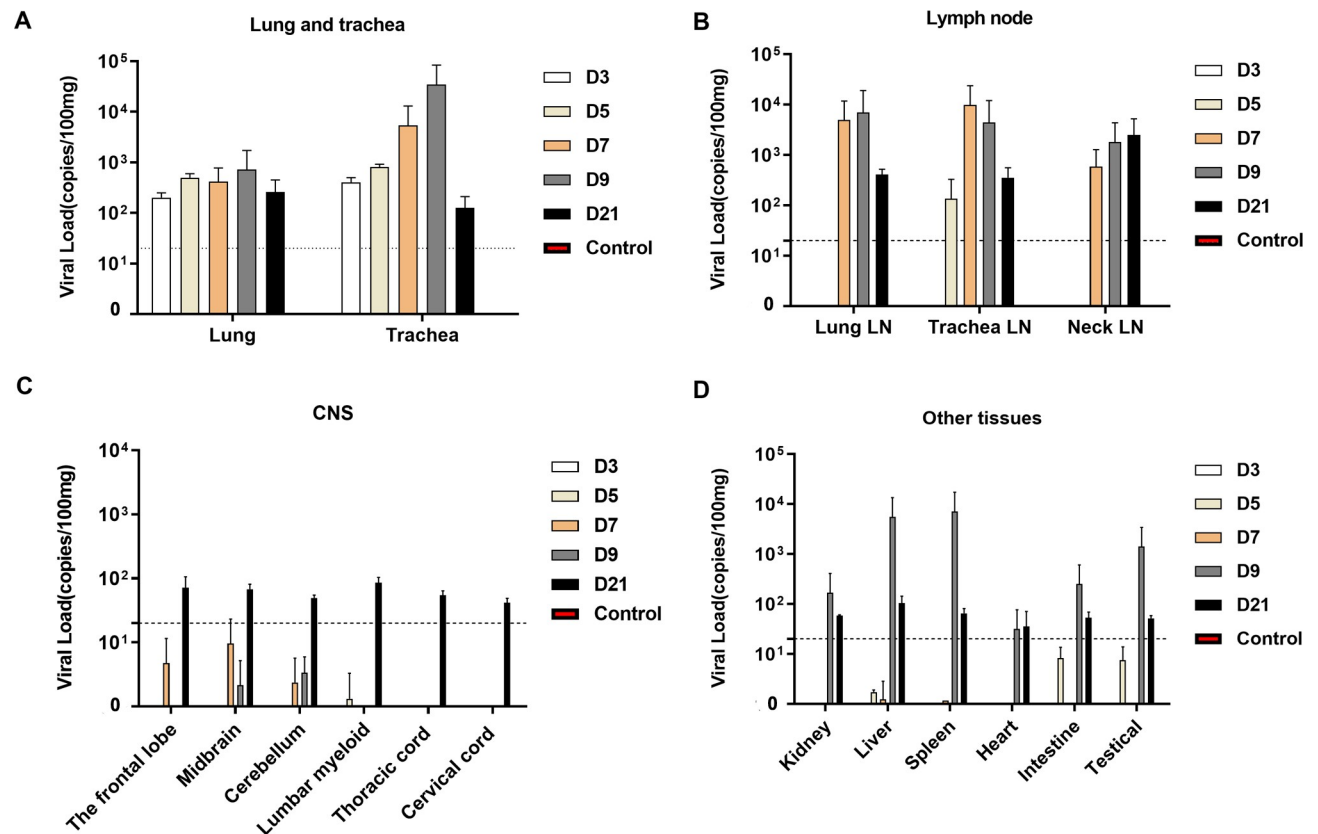 A
Lung and trachea
Viral Load(copies/100mg)
10⁵
10⁴
10³
10²
10¹
0
Lung
Trachea
D3
D5
D7
D9
D21
Control
B
Lymph node
Viral Load(copies/100mg)
10⁵
10⁴
10³
10²
10¹
0
Lung LN
Trachea LN
Neck LN
D3
D5
D7
D9
D21
Control
C
CNS
Viral Load(copies/100mg)
10⁴
10³
10²
10¹
0
The frontal lobe
Midbrain
Cerebellum
Lumbar myeloid
Thoracic cord
Cervical cord
D3
D5
D7
D9
D21
Control
D
Other tissues
Viral Load(copies/100mg)
10⁵
10⁴
10³
10²
10¹
0
Kidney
Liver
Spleen
Heart
Intestine
Testical
D3
D5
D7
D9
D21
Control